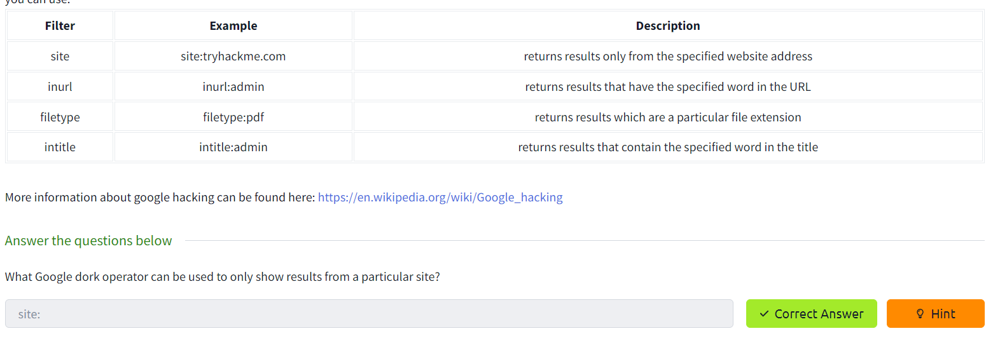 you can use:
Filter Example Description
site site:tryhackme.com returns results only from the specified website address
inurl inurl:admin returns results that have the specified word in the URL
filetype filetype:pdf returns results which are a particular file extension
intitle intitle:admin returns results that contain the specified word in the title
More information about google hacking can be found here: https://en.wikipedia.org/wiki/Google_hacking
Answer the questions below
What Google dork operator can be used to only show results from a particular site?
site: Correct Answer Hint